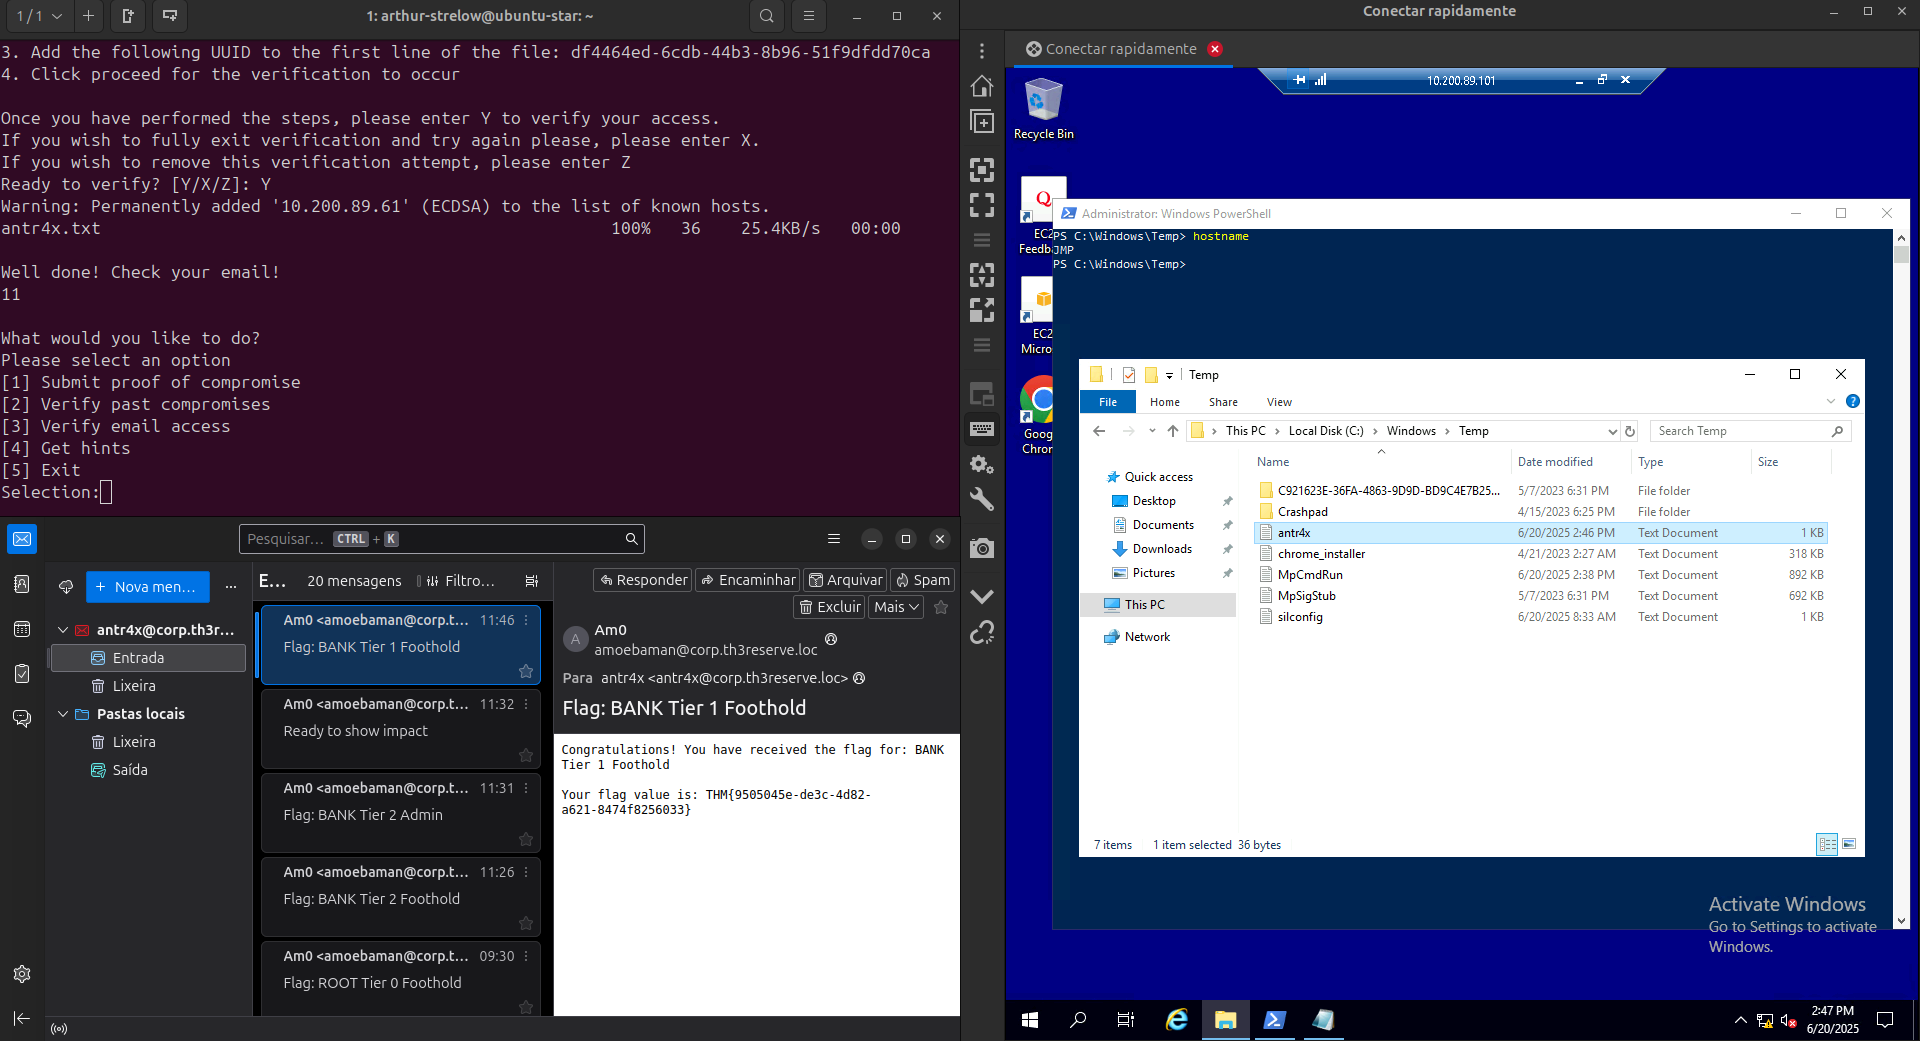 1 / 1
1: arthur-strelow@ubuntu-star: ~
3. Add the following UUID to the first line of the file: df4464ed-6cdb-44b3-8b96-51f9dfdd70ca
4. Click proceed for the verification to occur
Once you have performed the steps, please enter Y to verify your access.
If you wish to fully exit verification and try again please, please enter X.
If you wish to remove this verification attempt, please enter Z
Ready to verify? [Y/X/Z]: Y
Warning: Permanently added '10.200.89.61' (ECDSA) to the list of known hosts.
antr4x.txt 100% 36 25.4KB/s 00:00
Well done! Check your email!
11
What would you like to do?
Please select an option
[1] Submit proof of compromise
[2] Verify past compromises
[3] Verify email access
[4] Get hints
[5] Exit
Selection:
Pesquisar… CTRL + K
Nova men…
antr4x@corp.th3r…
Entrada
Lixeira
Pastas locais
Lixeira
Saída
E… 20 mensagens Filtro…
Am0 <amoebaman@corp.t… 11:46
Flag: BANK Tier 1 Foothold
Am0 <amoebaman@corp.t… 11:32
Ready to show impact
Am0 <amoebaman@corp.t… 11:31
Flag: BANK Tier 2 Admin
Am0 <amoebaman@corp.t… 11:26
Flag: BANK Tier 2 Foothold
Am0 <amoebaman@corp.t… 09:30
Flag: ROOT Tier 0 Foothold
Responder Encaminhar Arquivar Spam
Excluir Mais
A
Am0
amoebaman@corp.th3reserve.loc
Para antr4x <antr4x@corp.th3reserve.loc>
Flag: BANK Tier 1 Foothold
Congratulations! You have received the flag for: BANK
Tier 1 Foothold
Your flag value is: THM{9505045e-de3c-4d82-
a621-8474f8256033}
Conectar rapidamente
Conectar rapidamente
10.200.89.101
Recycle Bin
EC2
Feedb
EC2
Micro
Goog
Chron
Administrator: Windows PowerShell
PS C:\Windows\Temp> hostname
JMP
PS C:\Windows\Temp>
Temp
File Home Share View
This PC > Local Disk (C:) > Windows > Temp
Search Temp
Quick access
Desktop
Documents
Downloads
Pictures
This PC
Network
Name Date modified Type Size
C921623E-36FA-4863-9D9D-BD9C4E7B25... 5/7/2023 6:31 PM File folder
Crashpad 4/15/2023 6:25 PM File folder
antr4x 6/20/2025 2:46 PM Text Document 1 KB
chrome_installer 4/21/2023 2:27 AM Text Document 318 KB
MpCmdRun 6/20/2025 2:38 PM Text Document 892 KB
MpSigStub 5/7/2023 6:31 PM Text Document 692 KB
silconfig 6/20/2025 8:33 AM Text Document 1 KB
7 items 1 item selected 36 bytes
Activate Windows
Go to Settings to activate
Windows.
2:47 PM
6/20/2025